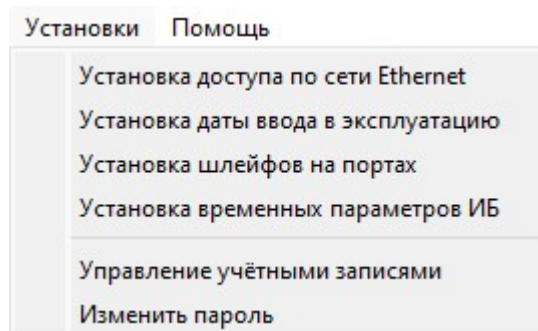 Установки Помощь
Установка доступа по сети Ethernet
Установка даты ввода в эксплуатацию
Установка шлейфов на портах
Установка временных параметров ИБ
Управление учётными записями
Изменить пароль